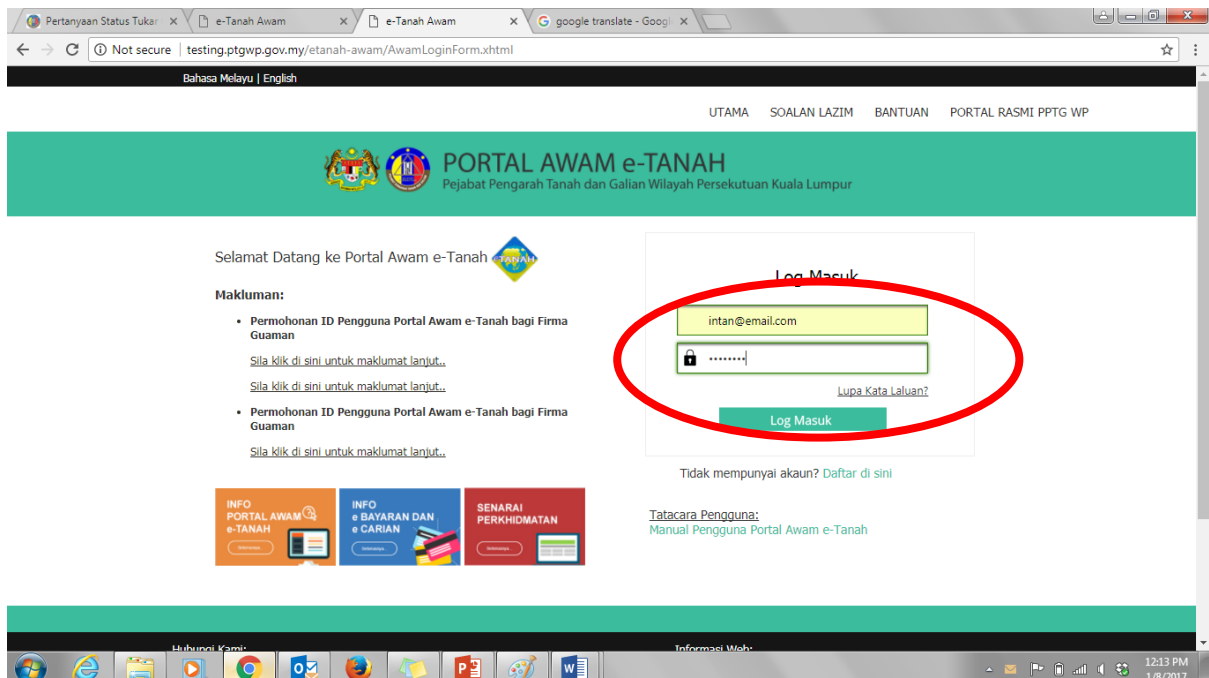 Pertanyaan Status Tukar
e-Tanah Awam
e-Tanah Awam
google translate - Googl
Not secure | testing.ptgwp.gov.my/etanah-awam/AwamLoginForm.xhtml
Bahasa Melayu | English
UTAMA SOALAN LAZIM BANTUAN PORTAL RASMI PPTG WP
PORTAL AWAM e-TANAH
Pejabat Pengarah Tanah dan Galian Wilayah Persekutuan Kuala Lumpur
Selamat Datang ke Portal Awam e-Tanah
eTANAH
Makluman:
• Permohonan ID Pengguna Portal Awam e-Tanah bagi Firma
Guaman
Sila klik di sini untuk maklumat lanjut..
Sila klik di sini untuk maklumat lanjut..
• Permohonan ID Pengguna Portal Awam e-Tanah bagi Firma
Guaman
Sila klik di sini untuk maklumat lanjut..
INFO
PORTAL AWAM
e-TANAH
INFO
e BAYARAN DAN
e CARIAN
SENARAI
PERKHIDMATAN
Log Masuk
intan@email.com
••••••••
Lupa Kata Laluan?
Log Masuk
Tidak mempunyai akaun? Daftar di sini
Tatacara Pengguna:
Manual Pengguna Portal Awam e-Tanah
Hubungi Kami:
Informasi Web:
12:13 PM
1/8/2017